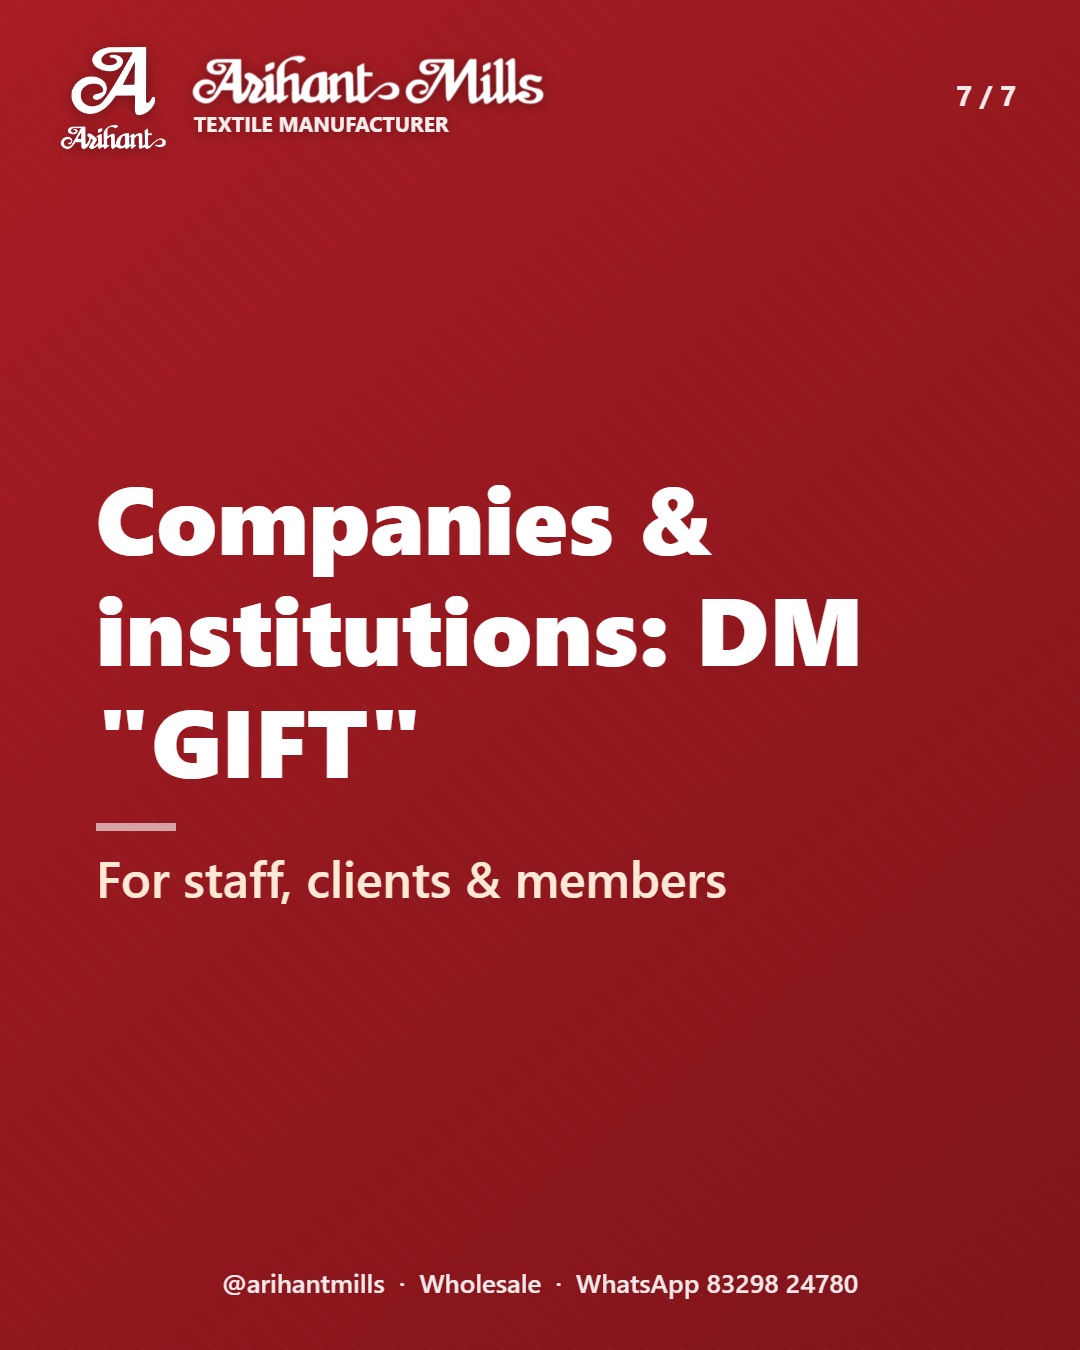 A
Arihant
Arihant Mills
TEXTILE MANUFACTURER
7 / 7
Companies &
institutions: DM
"GIFT"
For staff, clients & members
@arihantmills · Wholesale · WhatsApp 83298 24780